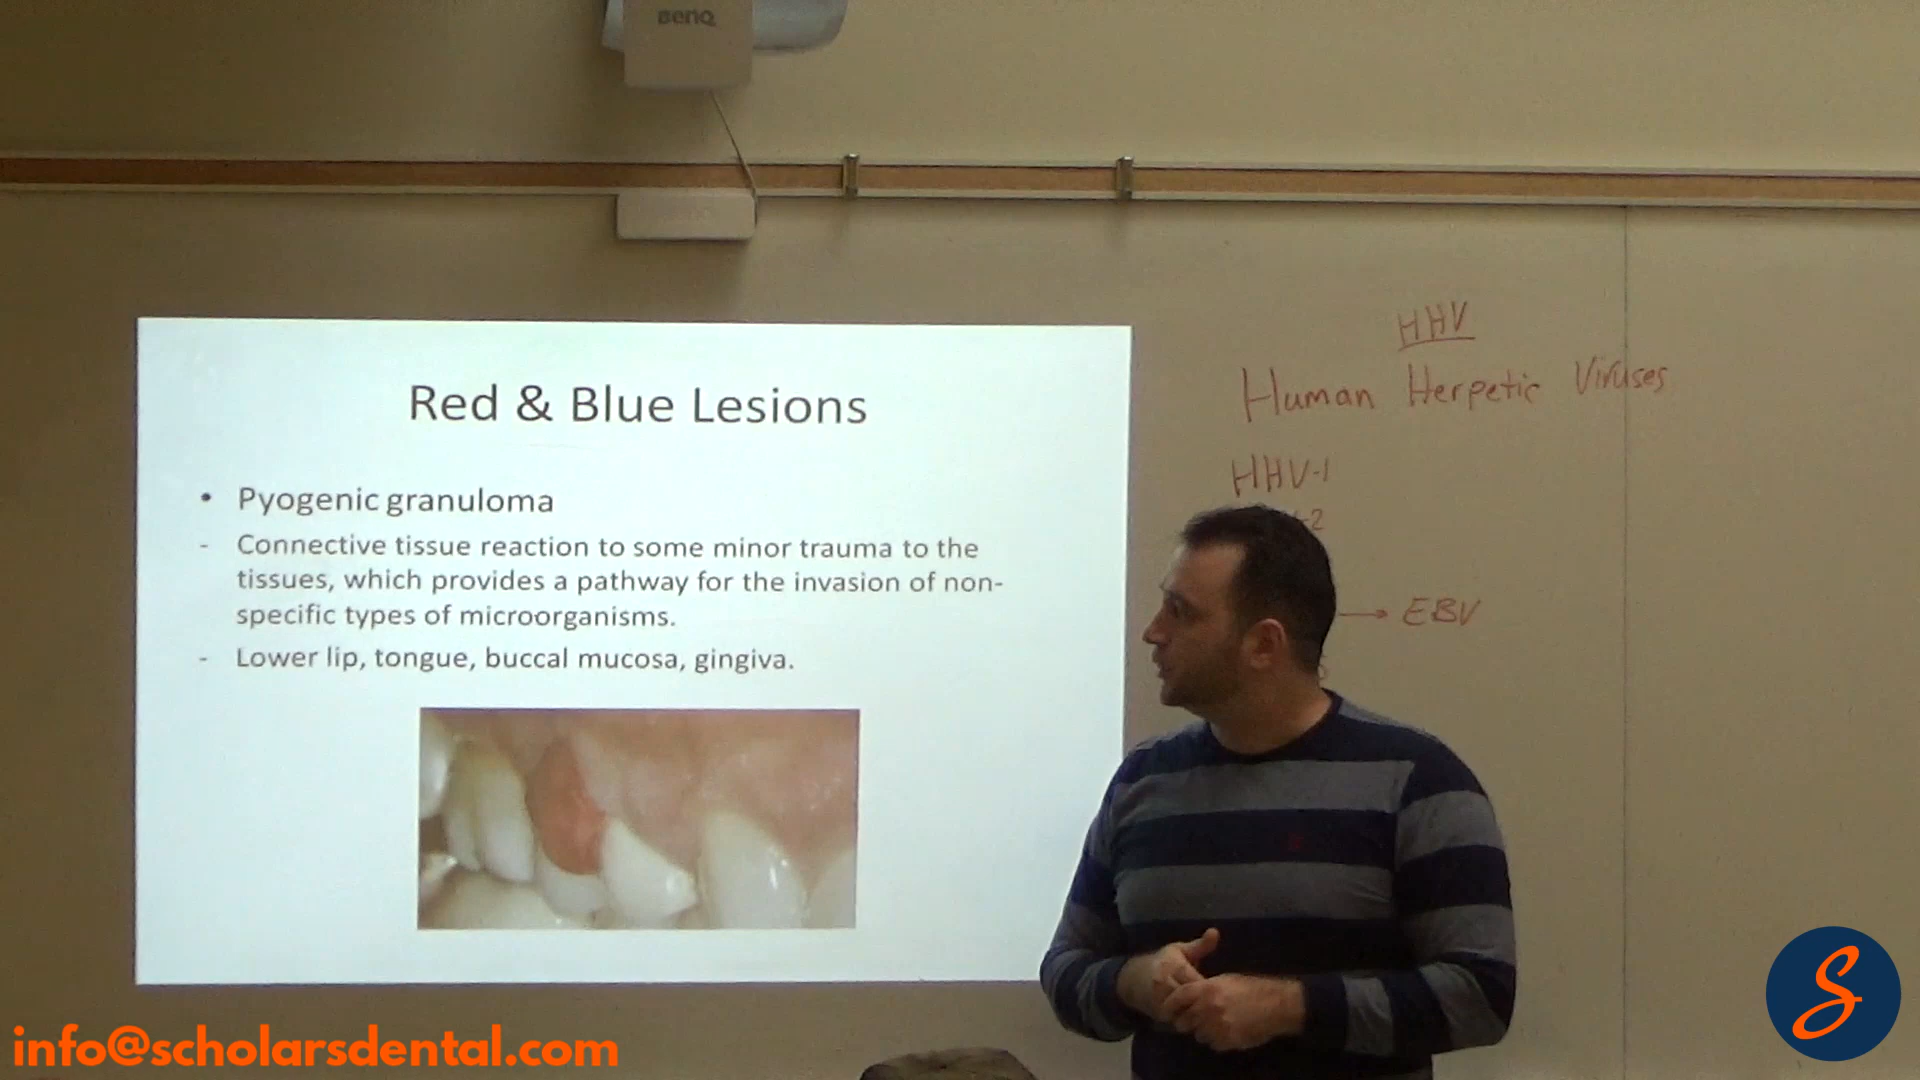 BenQ
Red & Blue Lesions
• Pyogenic granuloma
- Connective tissue reaction to some minor trauma to the
tissues, which provides a pathway for the invasion of non-
specific types of microorganisms.
- Lower lip, tongue, buccal mucosa, gingiva.
HHV
Human Herpetic Viruses
HHV-1
-2
→ EBV
info@scholarsdental.com
S